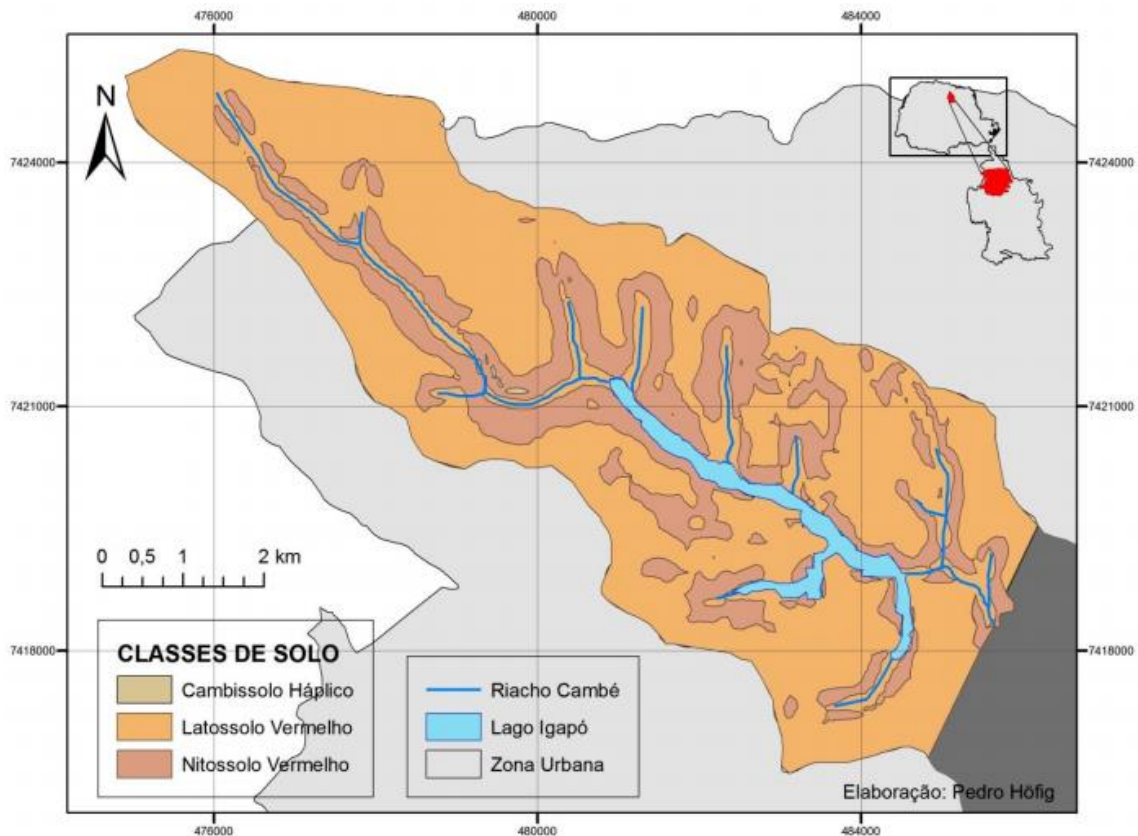 476000 480000 484000
N
7424000 7424000
7421000 7421000
0 0,5 1 2 km
7418000 7418000
CLASSES DE SOLO
Cambissolo Háplico
Latossolo Vermelho
Nitossolo Vermelho
Riacho Cambé
Lago Igapó
Zona Urbana
Elaboração: Pedro Höfig
476000 480000 484000